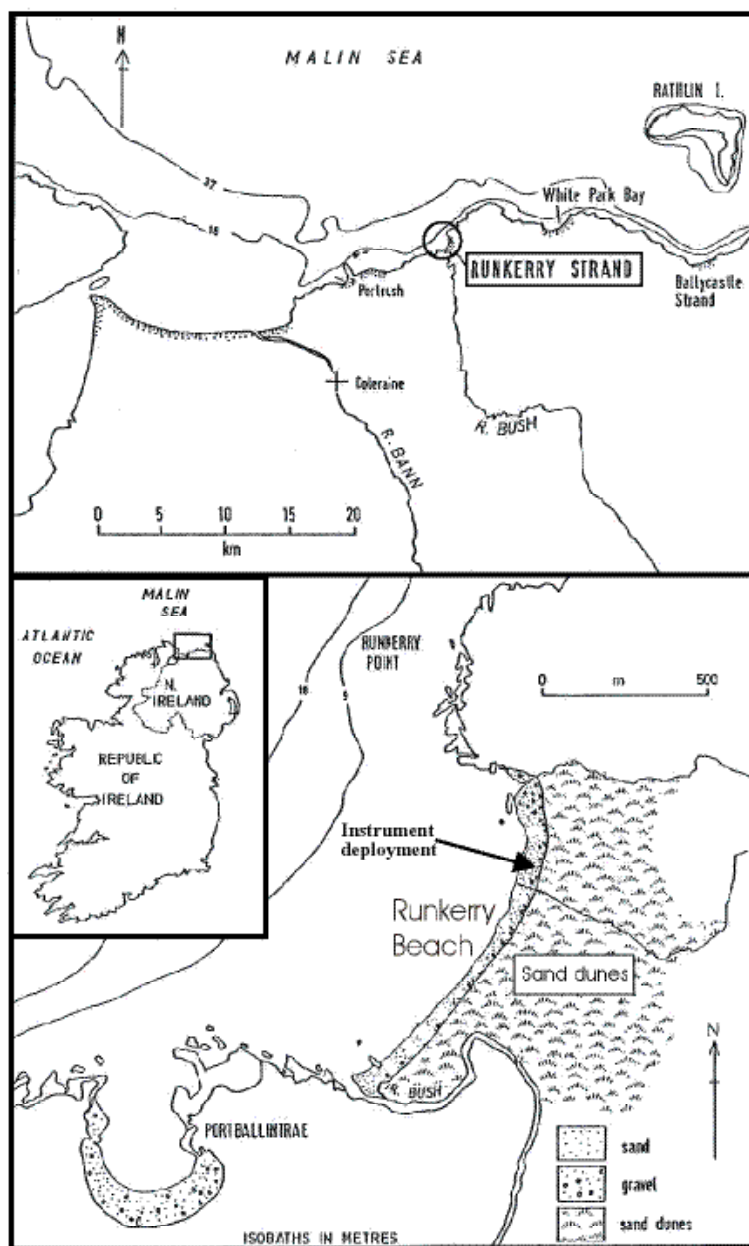 N
MALIN SEA
RATHLIN I.
37
18
White Park Bay
RUNKERRY STRAND
Portrush
Ballycastle
Strand
Coleraine
R. BUSH
R. BANN
0 5 10 15 20
km
MALIN
SEA
ATLANTIC
OCEAN
N.
IRELAND
REPUBLIC
OF
IRELAND
RUNKERRY
POINT
18
0 m 500
Instrument
deployment
Runkerry
Beach
Sand dunes
N
R. BUSH
PORTBALLINTRAE
sand
gravel
sand dunes
ISOBATHS IN METRES